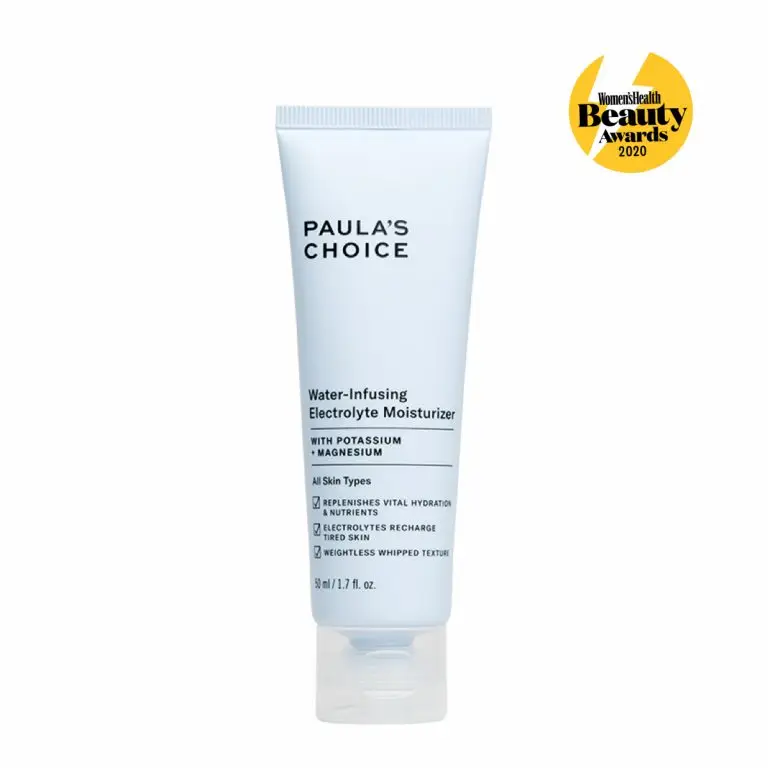 Women'sHealth
Beauty
Awards
2020
PAULA'S
CHOICE
Water-Infusing
Electrolyte Moisturizer
WITH POTASSIUM
+ MAGNESIUM
All Skin Types
REPLENISHES VITAL HYDRATION
& NUTRIENTS
ELECTROLYTES RECHARGE
TIRED SKIN
WEIGHTLESS WHIPPED TEXTURE
50 ml / 1.7 fl. oz.